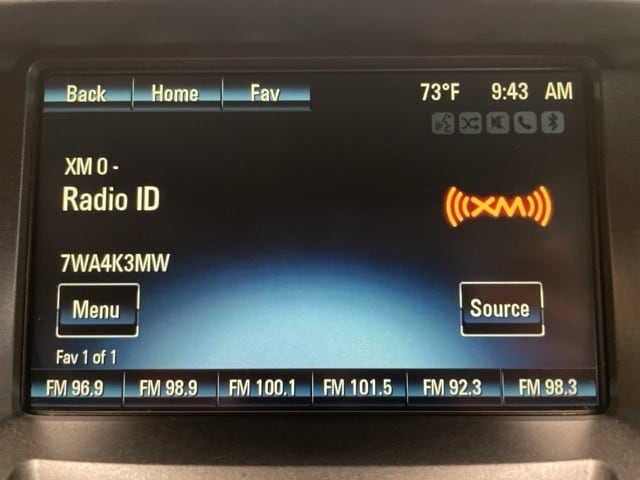 Back Home Fav 73°F 9:43 AM
XM 0 -
Radio ID
XM
7WA4K3MW
Menu Source
Fav 1 of 1
FM 96.9 FM 98.9 FM 100.1 FM 101.5 FM 92.3 FM 98.3